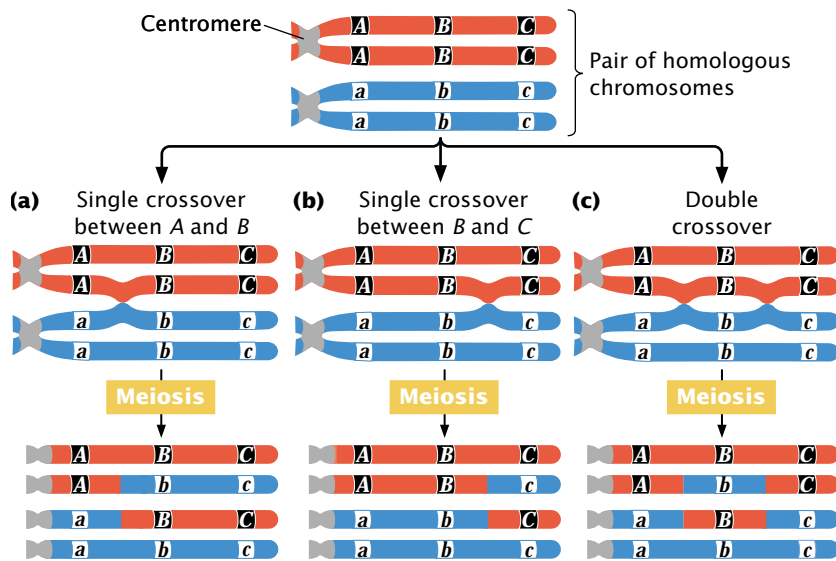 Centromere
A B C
A B C
a b c
a b c
Pair of homologous
chromosomes
(a) Single crossover
between A and B
A B C
A B C
a b c
a b c
Meiosis
A B C
A b c
a B C
a b c
(b) Single crossover
between B and C
A B C
A B C
a b c
a b c
Meiosis
A B C
A B c
a b C
a b c
(c) Double
crossover
A B C
A B C
a b c
a b c
Meiosis
A B C
A b C
a B c
a b c